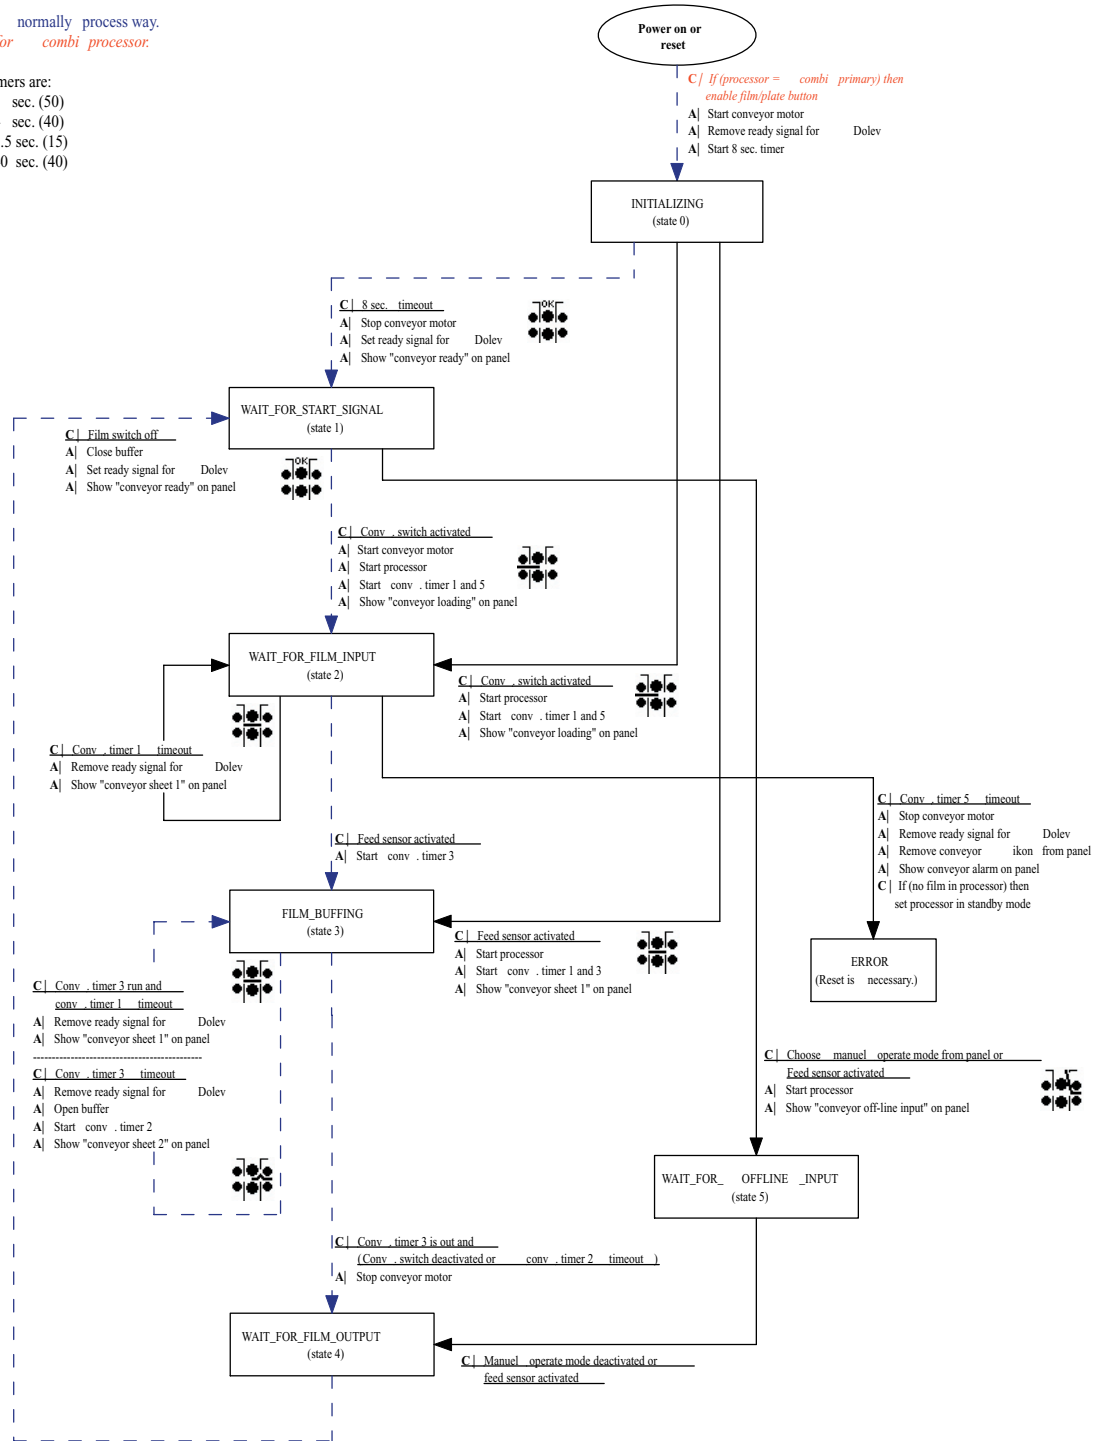 normally process way.
for combi processor.
mers are:
sec. (50)
sec. (40)
.5 sec. (15)
0 sec. (40)
Power on or
reset
C| If (processor = combi primary) then
enable film/plate button
A| Start conveyor motor
A| Remove ready signal for Dolev
A| Start 8 sec. timer
INITIALIZING
(state 0)
C| 8 sec. timeout
A| Stop conveyor motor
A| Set ready signal for Dolev
A| Show "conveyor ready" on panel
OK
WAIT_FOR_START_SIGNAL
(state 1)
C| Film switch off
A| Close buffer
A| Set ready signal for Dolev
A| Show "conveyor ready" on panel
OK
C| Conv . switch activated
A| Start conveyor motor
A| Start processor
A| Start conv . timer 1 and 5
A| Show "conveyor loading" on panel
WAIT_FOR_FILM_INPUT
(state 2)
C| Conv . switch activated
A| Start processor
A| Start conv . timer 1 and 5
A| Show "conveyor loading" on panel
C| Conv . timer 1 timeout
A| Remove ready signal for Dolev
A| Show "conveyor sheet 1" on panel
C| Conv . timer 5 timeout
A| Stop conveyor motor
A| Remove ready signal for Dolev
A| Remove conveyor ikon from panel
A| Show conveyor alarm on panel
C| If (no film in processor) then
set processor in standby mode
C| Feed sensor activated
A| Start conv . timer 3
FILM_BUFFING
(state 3)
C| Feed sensor activated
A| Start processor
A| Start conv . timer 1 and 3
A| Show "conveyor sheet 1" on panel
ERROR
(Reset is necessary.)
C| Conv . timer 3 run and
conv . timer 1 timeout
A| Remove ready signal for Dolev
A| Show "conveyor sheet 1" on panel
---------------------------------------------
C| Conv . timer 3 timeout
A| Remove ready signal for Dolev
A| Open buffer
A| Start conv . timer 2
A| Show "conveyor sheet 2" on panel
C| Choose manuel operate mode from panel or
Feed sensor activated
A| Start processor
A| Show "conveyor off-line input" on panel
WAIT_FOR_ OFFLINE _INPUT
(state 5)
C| Conv . timer 3 is out and
(Conv . switch deactivated or conv . timer 2 timeout )
A| Stop conveyor motor
WAIT_FOR_FILM_OUTPUT
(state 4)
C| Manuel operate mode deactivated or
feed sensor activated